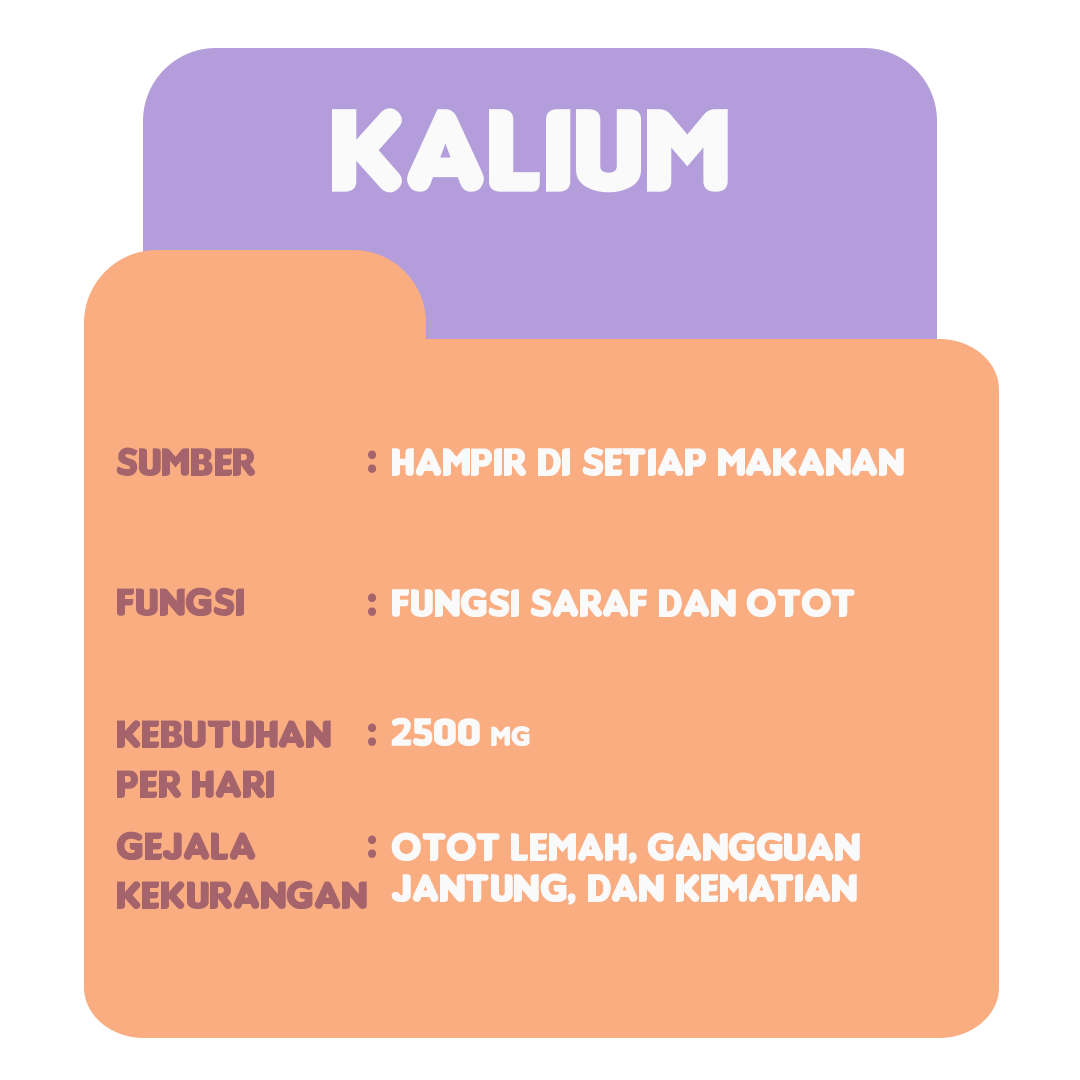 KALIUM
SUMBER : HAMPIR DI SETIAP MAKANAN
FUNGSI : FUNGSI SARAF DAN OTOT
KEBUTUHAN : 2500 MG
PER HARI
GEJALA : OTOT LEMAH, GANGGUAN
KEKURANGAN JANTUNG, DAN KEMATIAN